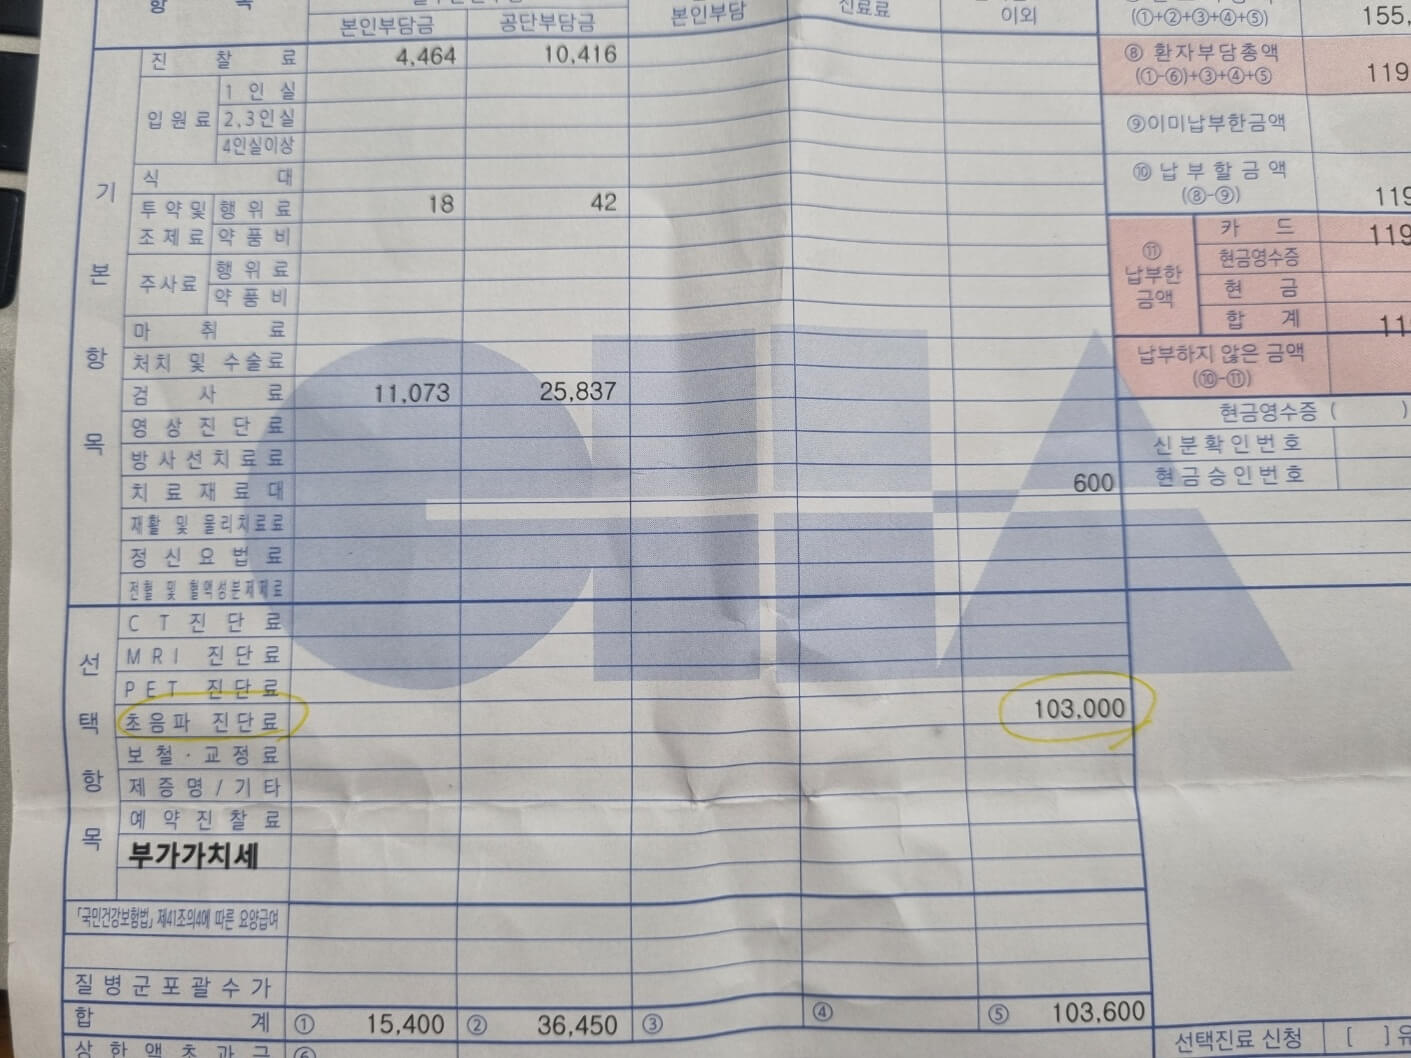 항 목
본인부담금 공단부담금 본인부담 진료료 이외
(①+②+③+④+⑤) 155,
진 찰 료 4,464 10,416
⑧ 환자부담총액
(①-⑥)+③+④+⑤ 119
기 본 항 목
입원료 1 인 실
2,3인실
4인실이상
⑨이미납부한금액
식 대
⑩ 납 부 할 금 액
(⑧-⑨) 119
투약및 조제료 행위료 18 42
약품비
⑪ 납부한 금액
카 드 119
현금영수증
현 금
합 계 11
주사료 행위료
약품비
마 취 료
처치 및 수술료
납부하지 않은 금액
(⑩-⑪)
검 사 료 11,073 25,837
현금영수증 ( )
영 상 진 단 료
신분확인번호
방 사 선 치 료 료
현금승인번호
치 료 재 료 대 600
재활 및 물리치료료
정 신 요 법 료
전혈 및 혈액성분제제료
선 택 항 목
C T 진 단 료
M R I 진 단 료
P E T 진 단 료
초음파 진단료 103,000
보 철 · 교 정 료
제 증 명 / 기 타
예 약 진 찰 료
부가가치세
「국민건강보험법」 제41조의4에 따른 요양급여
질 병 군 포 괄 수 가
합 계 ① 15,400 ② 36,450 ③ ④ ⑤ 103,600
선택진료 신청 [ ]유
상 한 액 초 과 금 ⑥